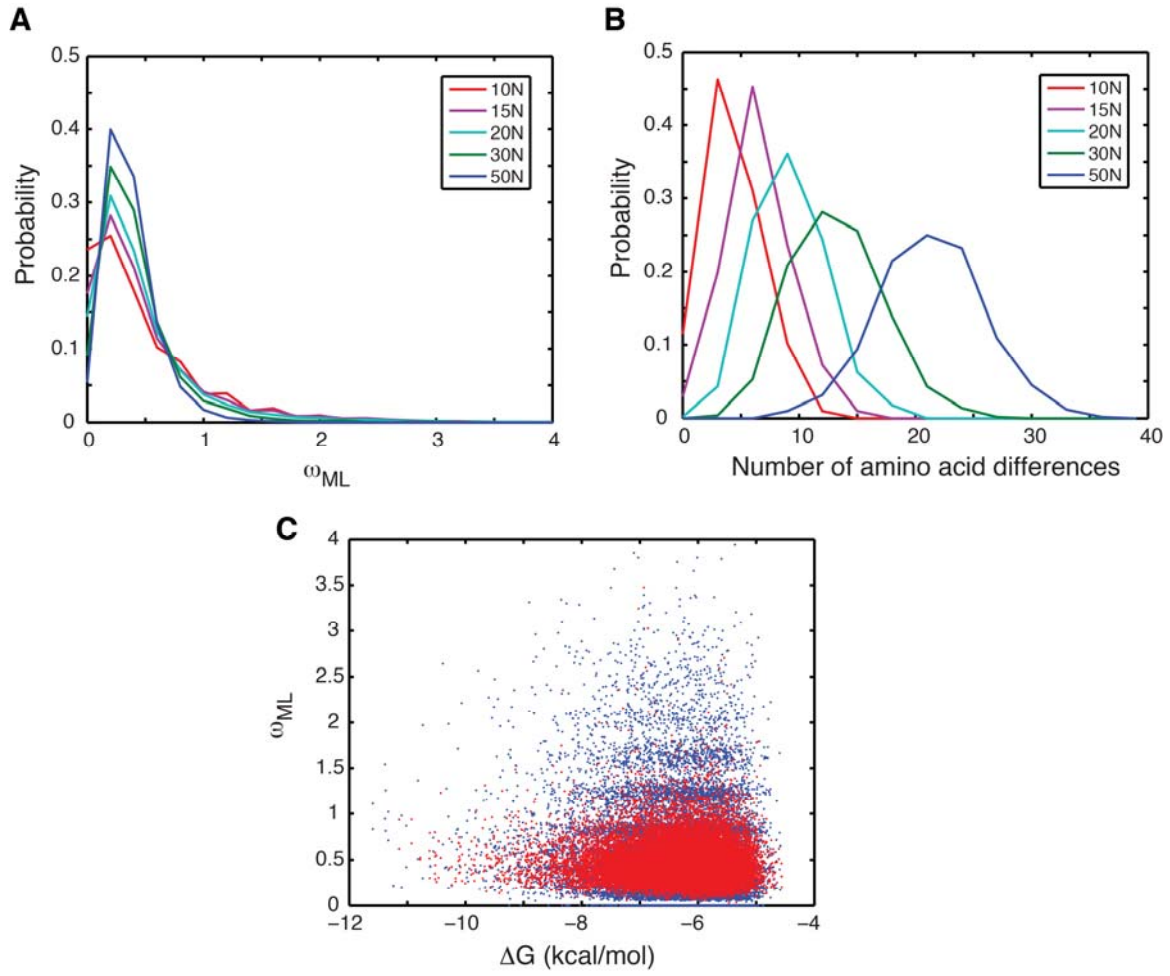 A
0.5
0.4
0.3
0.2
0.1
0
Probability
10N
15N
20N
30N
50N
0 1 2 3 4
ωML
B
0.5
0.4
0.3
0.2
0.1
0
Probability
10N
15N
20N
30N
50N
0 10 20 30 40
Number of amino acid differences
C
4
3.5
3
2.5
2
1.5
1
0.5
0
ωML
−12 −10 −8 −6 −4
ΔG (kcal/mol)